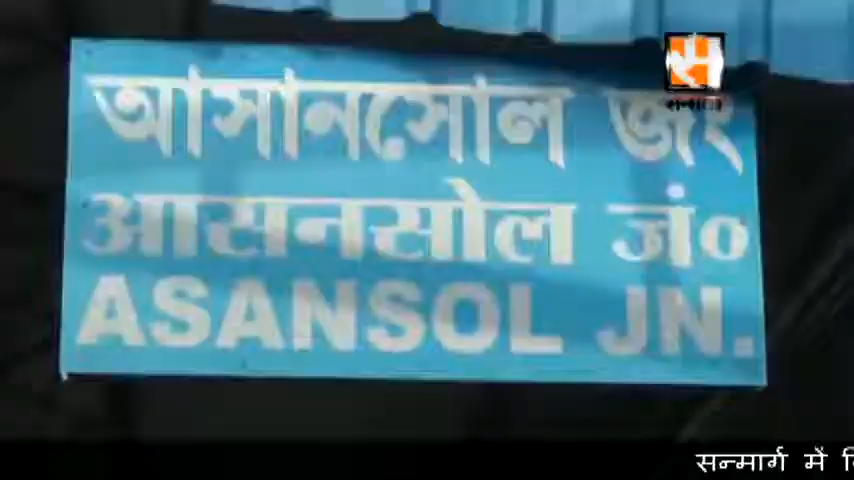 আসানসোল জং
आसनसोल जं०
ASANSOL JN.
सन्मार्ग में